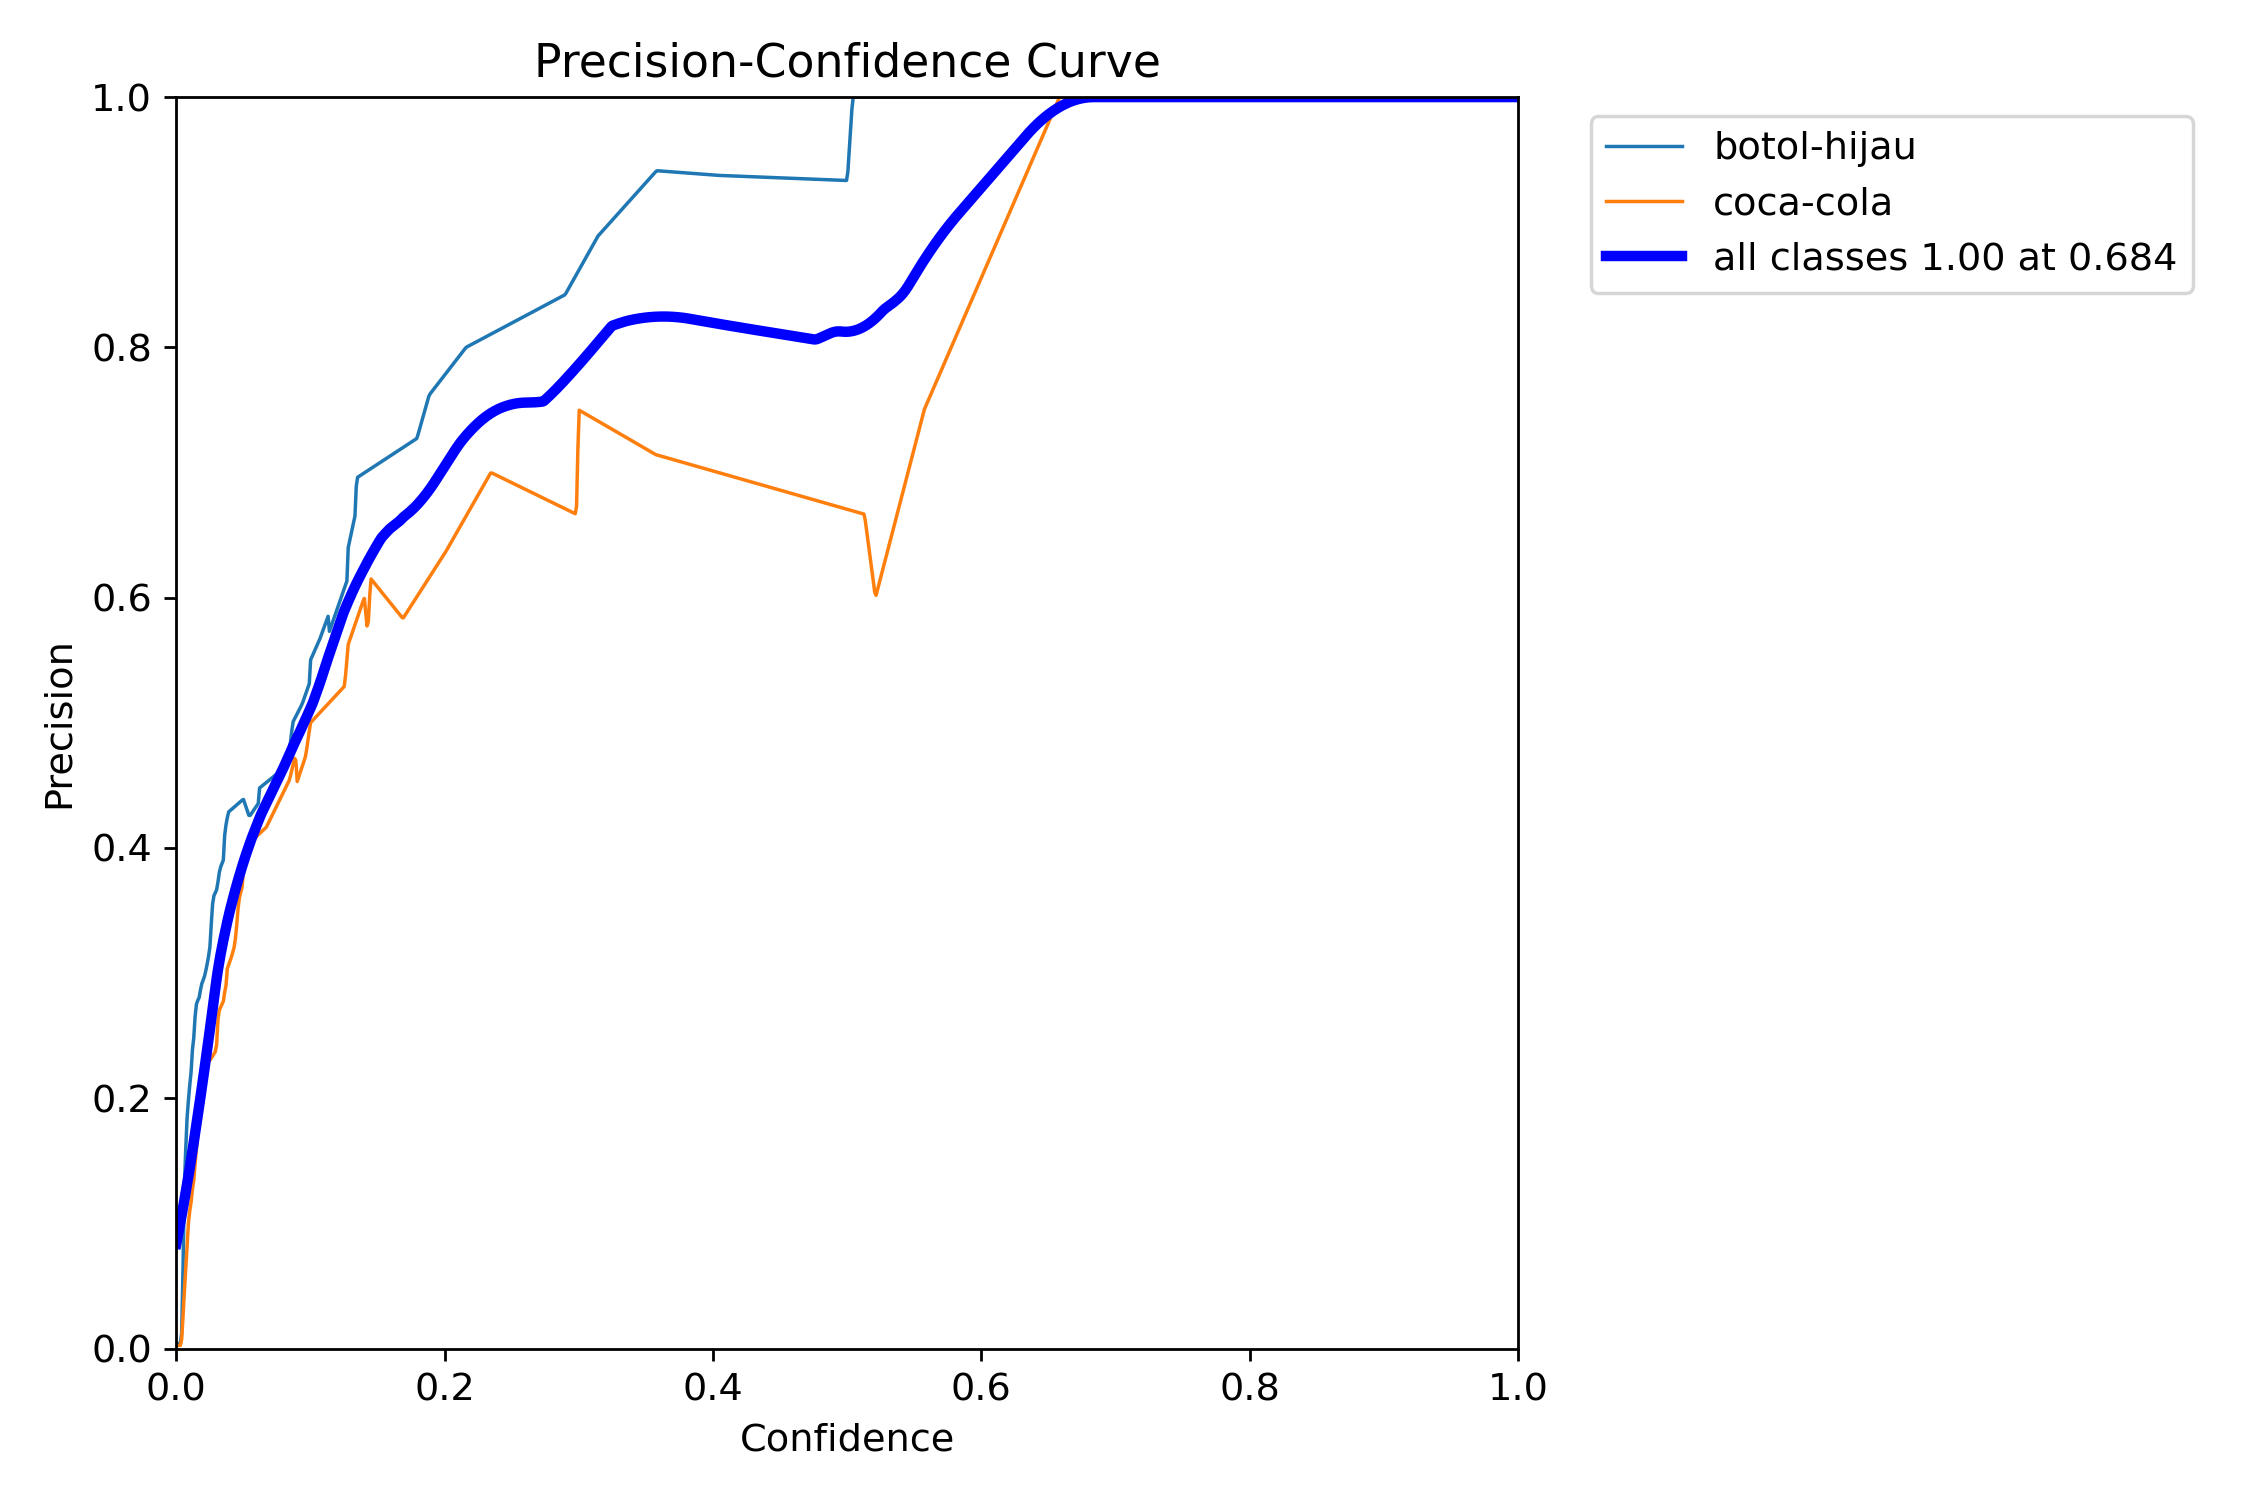 Precision-Confidence Curve
botol-hijau
coca-cola
all classes 1.00 at 0.684
1.0
0.8
0.6
0.4
0.2
0.0
Precision
0.0 0.2 0.4 0.6 0.8 1.0
Confidence